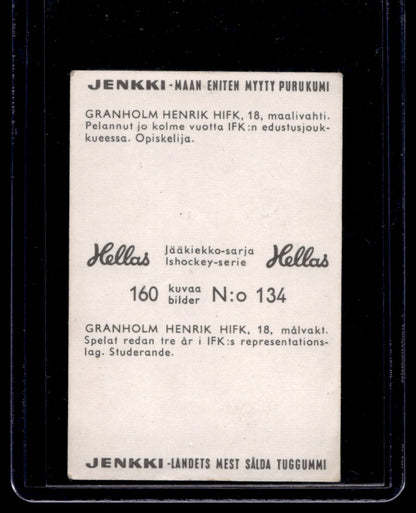 JENKKI - MAAN ENITEN MYYTY PURUKUMI
GRANHOLM HENRIK HIFK, 18, maalivahti.
Pelannut jo kolme vuotta IFK:n edustusjouk-
kueessa. Opiskelija.
Hellas Jääkiekko-sarja Hellas
Ishockey-serie
160 kuvaa N:o 134
bilder
GRANHOLM HENRIK HIFK, 18, målvakt.
Spelat redan tre år i IFK:s representations-
lag. Studerande.
JENKKI - LANDETS MEST SÅLDA TUGGUMMI